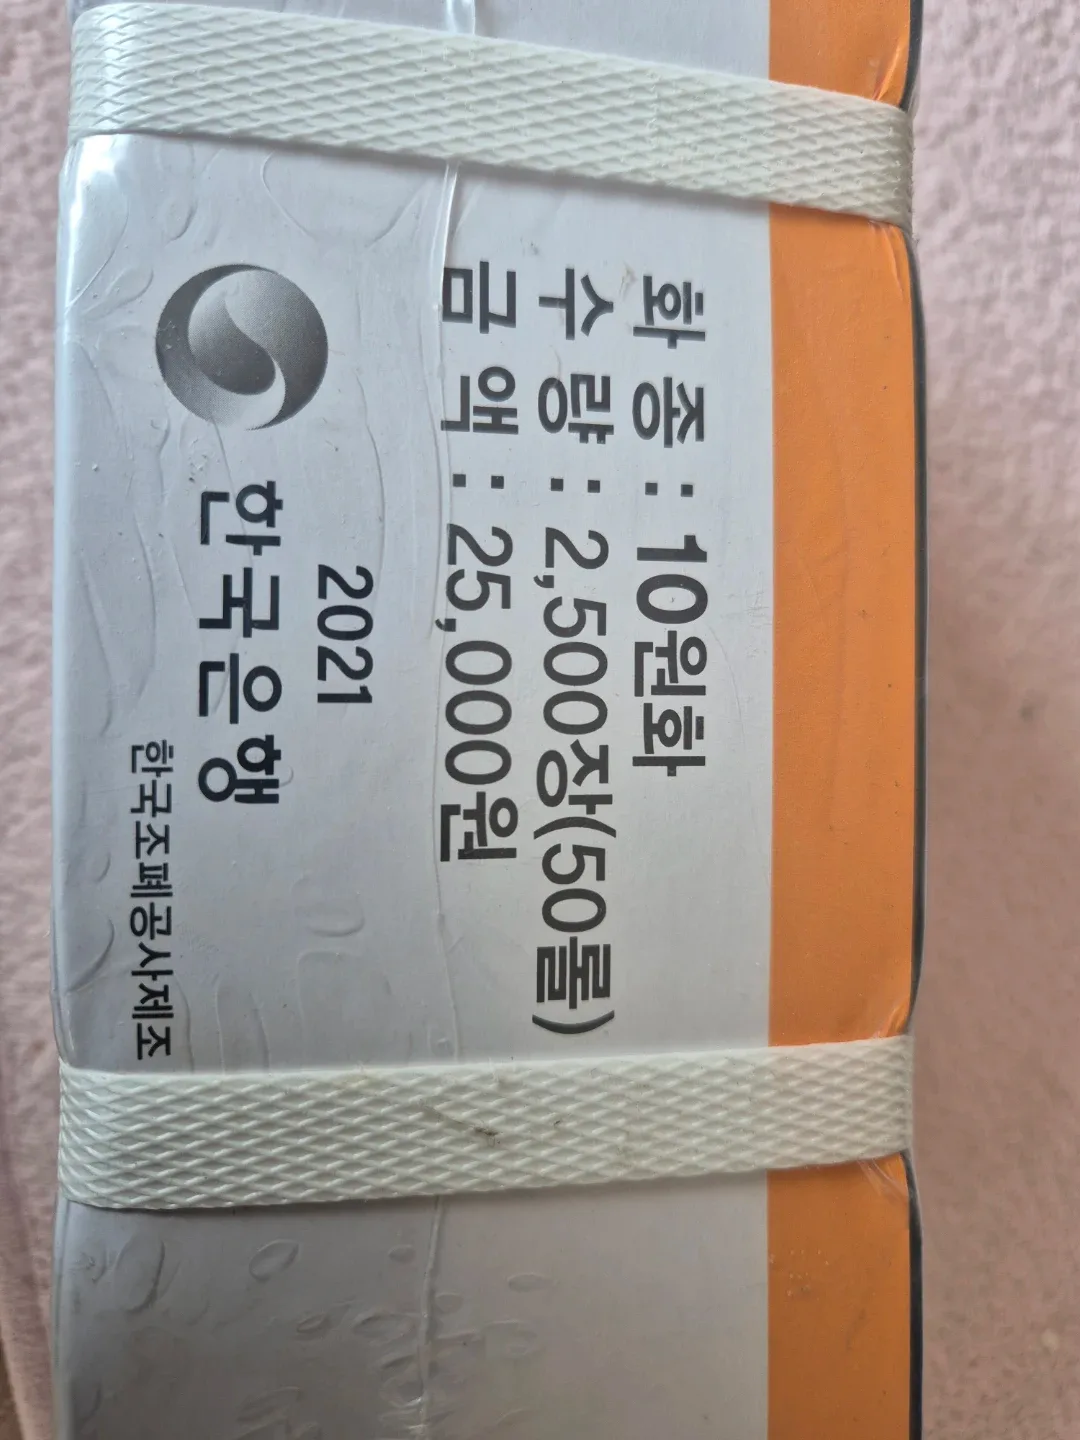 화 종 : 10원화
수 량 : 2,500장(50롤)
금 액 : 25,000원
2021
한국은행
한국조폐공사제조